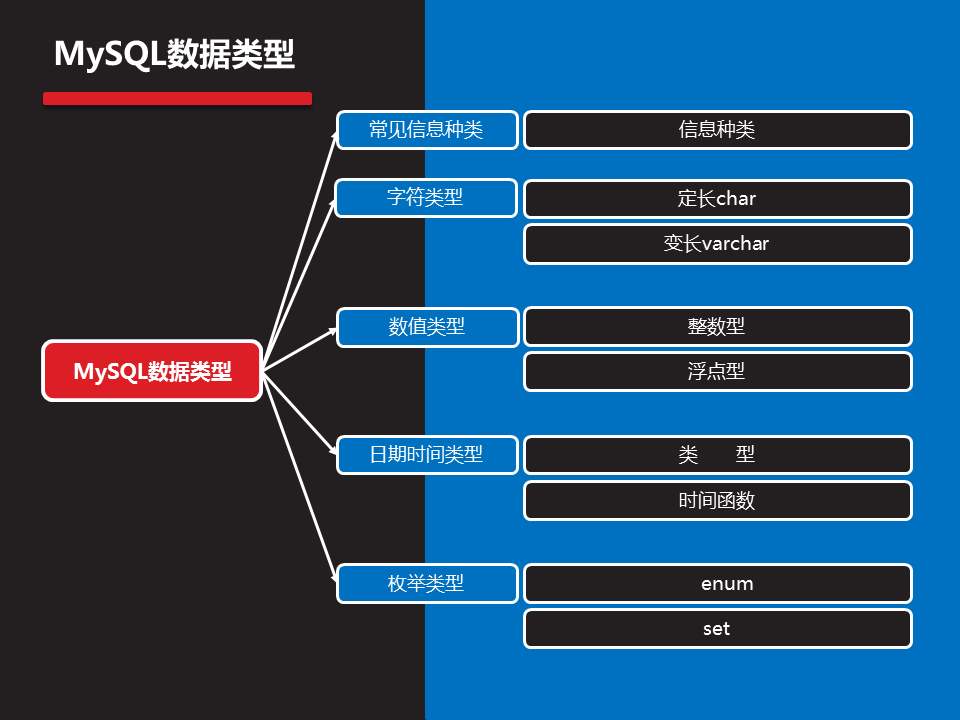 MySQL数据类型
常见信息种类
信息种类
字符类型
定长char
变长varchar
数值类型
整数型
浮点型
MySQL数据类型
日期时间类型
类 型
时间函数
枚举类型
enum
set